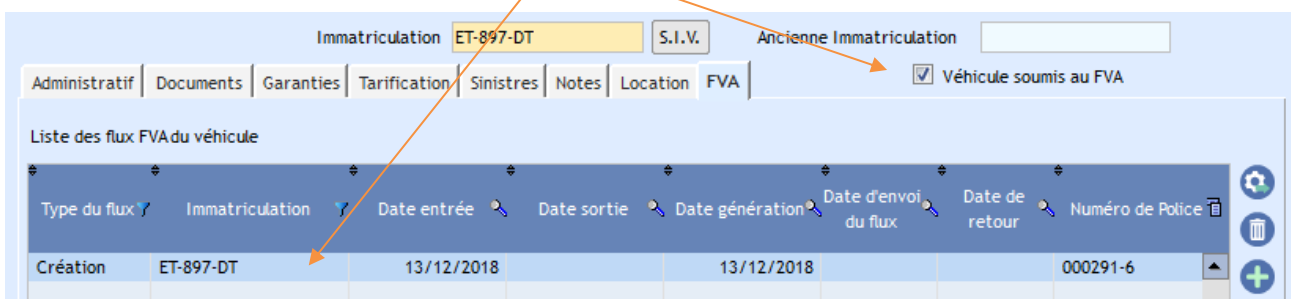 Immatriculation ET-897-DT S.I.V. Ancienne Immatriculation
Administratif Documents Garanties Tarification Sinistres Notes Location FVA Véhicule soumis au FVA
Liste des flux FVA du véhicule
Type du flux Immatriculation Date entrée Date sortie Date génération Date d'envoi du flux Date de retour Numéro de Police
Création ET-897-DT 13/12/2018 13/12/2018 000291-6